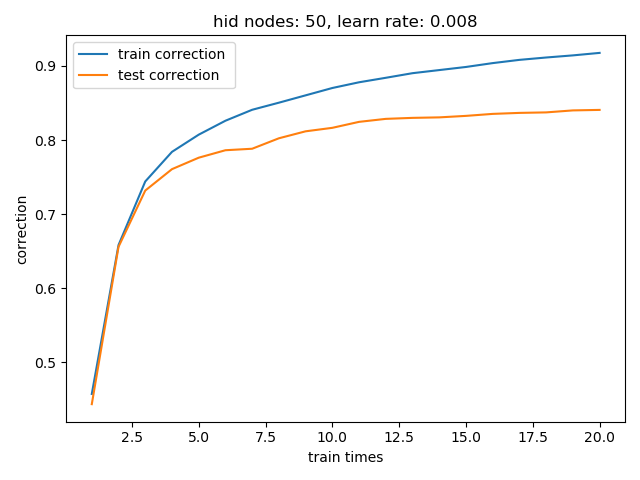 hid nodes: 50, learn rate: 0.008
train correction
test correction
correction
0.9
0.8
0.7
0.6
0.5
2.5 5.0 7.5 10.0 12.5 15.0 17.5 20.0
train times